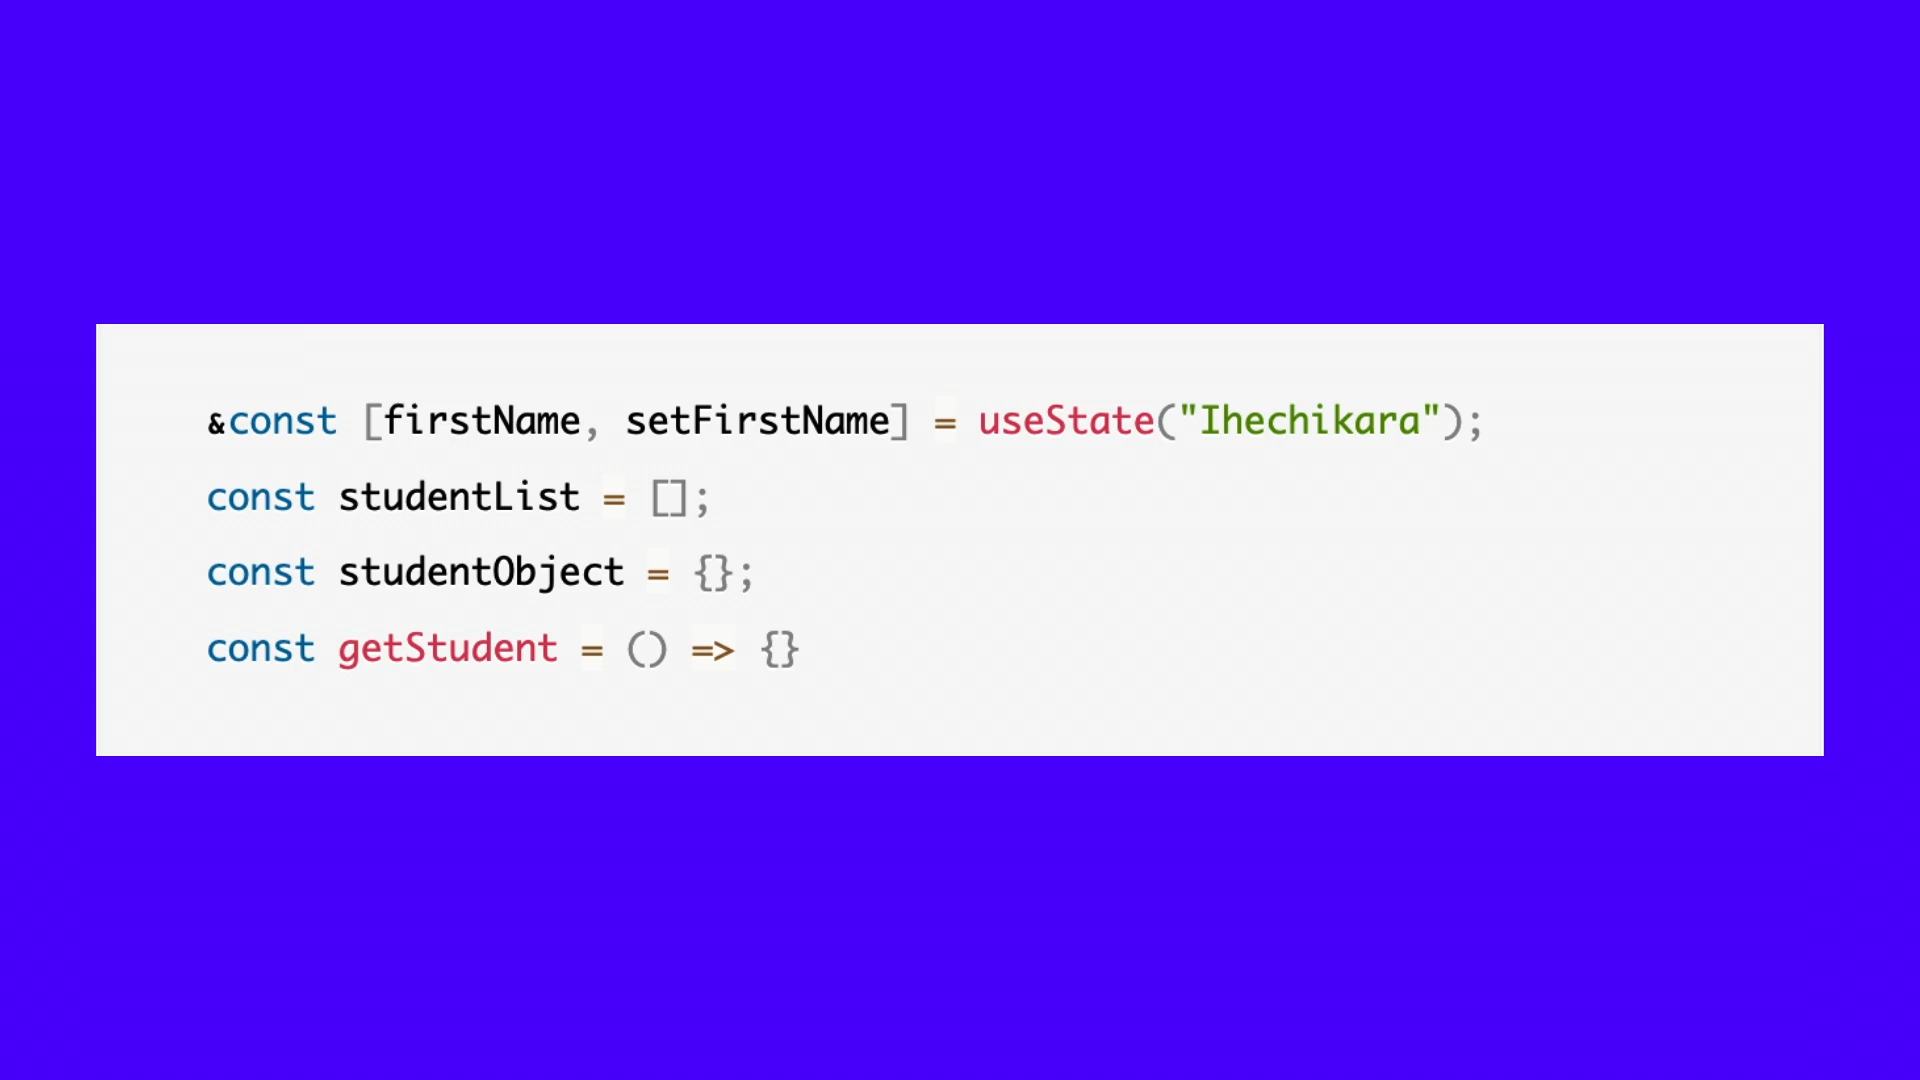 &const [firstName, setFirstName] = useState("Ihechikara");
const studentList = [];
const studentObject = {};
const getStudent = () => {}